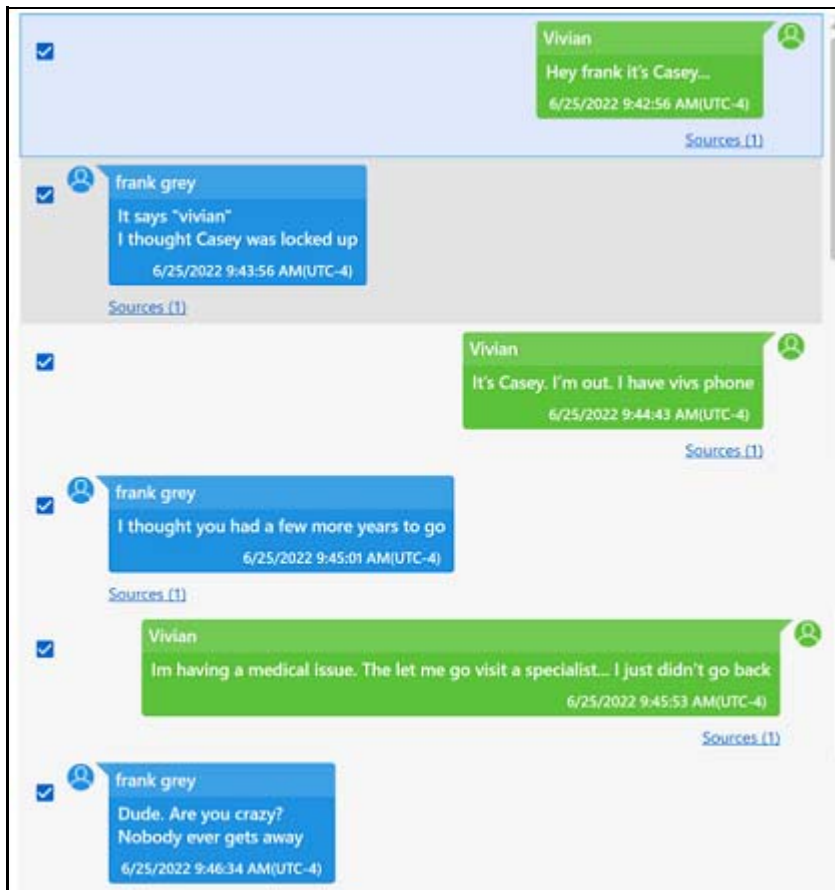 Vivian
Hey frank it's Casey...
6/25/2022 9:42:56 AM(UTC-4)
Sources (1)
frank grey
It says "vivian"
I thought Casey was locked up
6/25/2022 9:43:56 AM(UTC-4)
Sources (1)
Vivian
It's Casey. I'm out. I have vivs phone
6/25/2022 9:44:43 AM(UTC-4)
Sources (1)
frank grey
I thought you had a few more years to go
6/25/2022 9:45:01 AM(UTC-4)
Sources (1)
Vivian
Im having a medical issue. The let me go visit a specialist... I just didn't go back
6/25/2022 9:45:53 AM(UTC-4)
Sources (1)
frank grey
Dude. Are you crazy?
Nobody ever gets away
6/25/2022 9:46:34 AM(UTC-4)